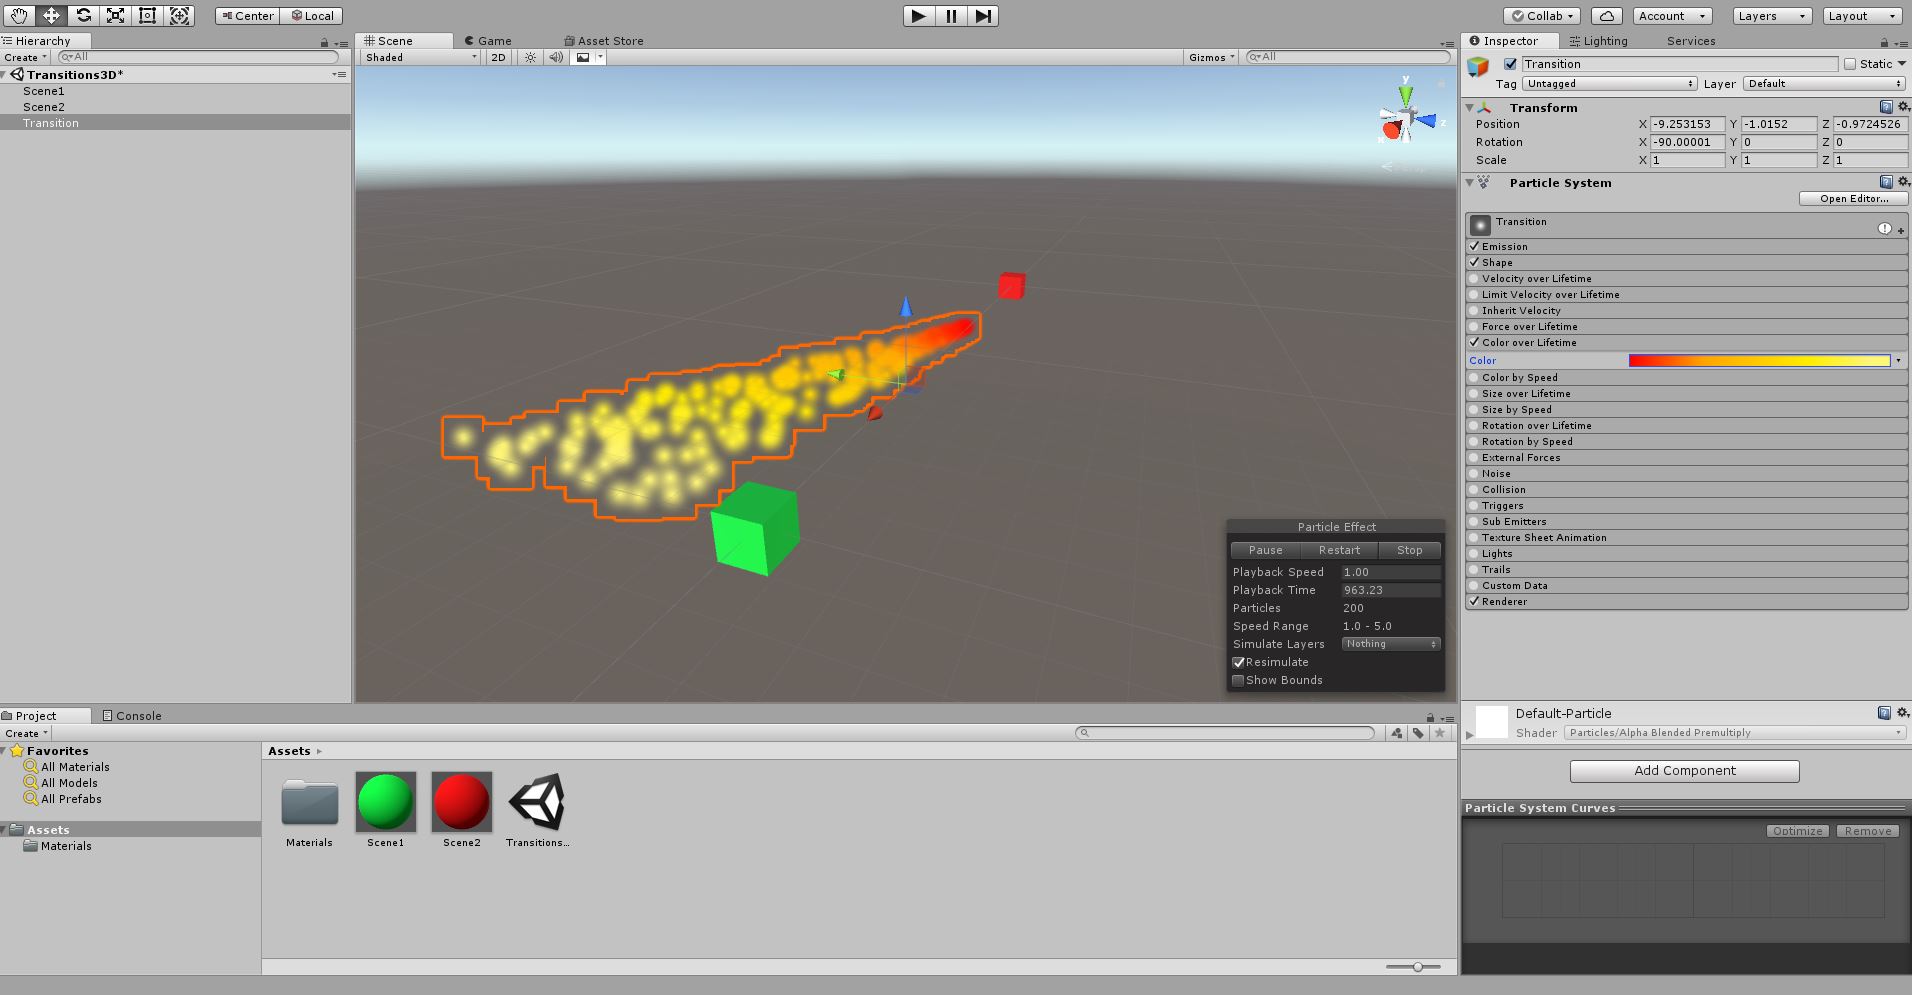 Center Local
Collab Account Layers Layout
Hierarchy
Create All
Transitions3D*
Scene1
Scene2
Transition
Scene Game Asset Store
Shaded 2D Gizmos All
y
z
x
Particle Effect
Pause Restart Stop
Playback Speed 1.00
Playback Time 963.23
Particles 200
Speed Range 1.0 - 5.0
Simulate Layers Nothing
Resimulate
Show Bounds
Inspector Lighting Services
Transition Static
Tag Untagged Layer Default
Transform
Position X -9.253153 Y -1.0152 Z -0.9724526
Rotation X -90.00001 Y 0 Z 0
Scale X 1 Y 1 Z 1
Particle System
Open Editor...
Transition
Emission
Shape
Velocity over Lifetime
Limit Velocity over Lifetime
Inherit Velocity
Force over Lifetime
Color over Lifetime
Color
Color by Speed
Size over Lifetime
Size by Speed
Rotation over Lifetime
Rotation by Speed
External Forces
Noise
Collision
Triggers
Sub Emitters
Texture Sheet Animation
Lights
Trails
Custom Data
Renderer
Default-Particle
Shader Particles/Alpha Blended Premultiply
Add Component
Particle System Curves
Optimize Remove
Project Console
Create
Favorites
All Materials
All Models
All Prefabs
Assets
Materials
Assets
Materials Scene1 Scene2 Transitions...